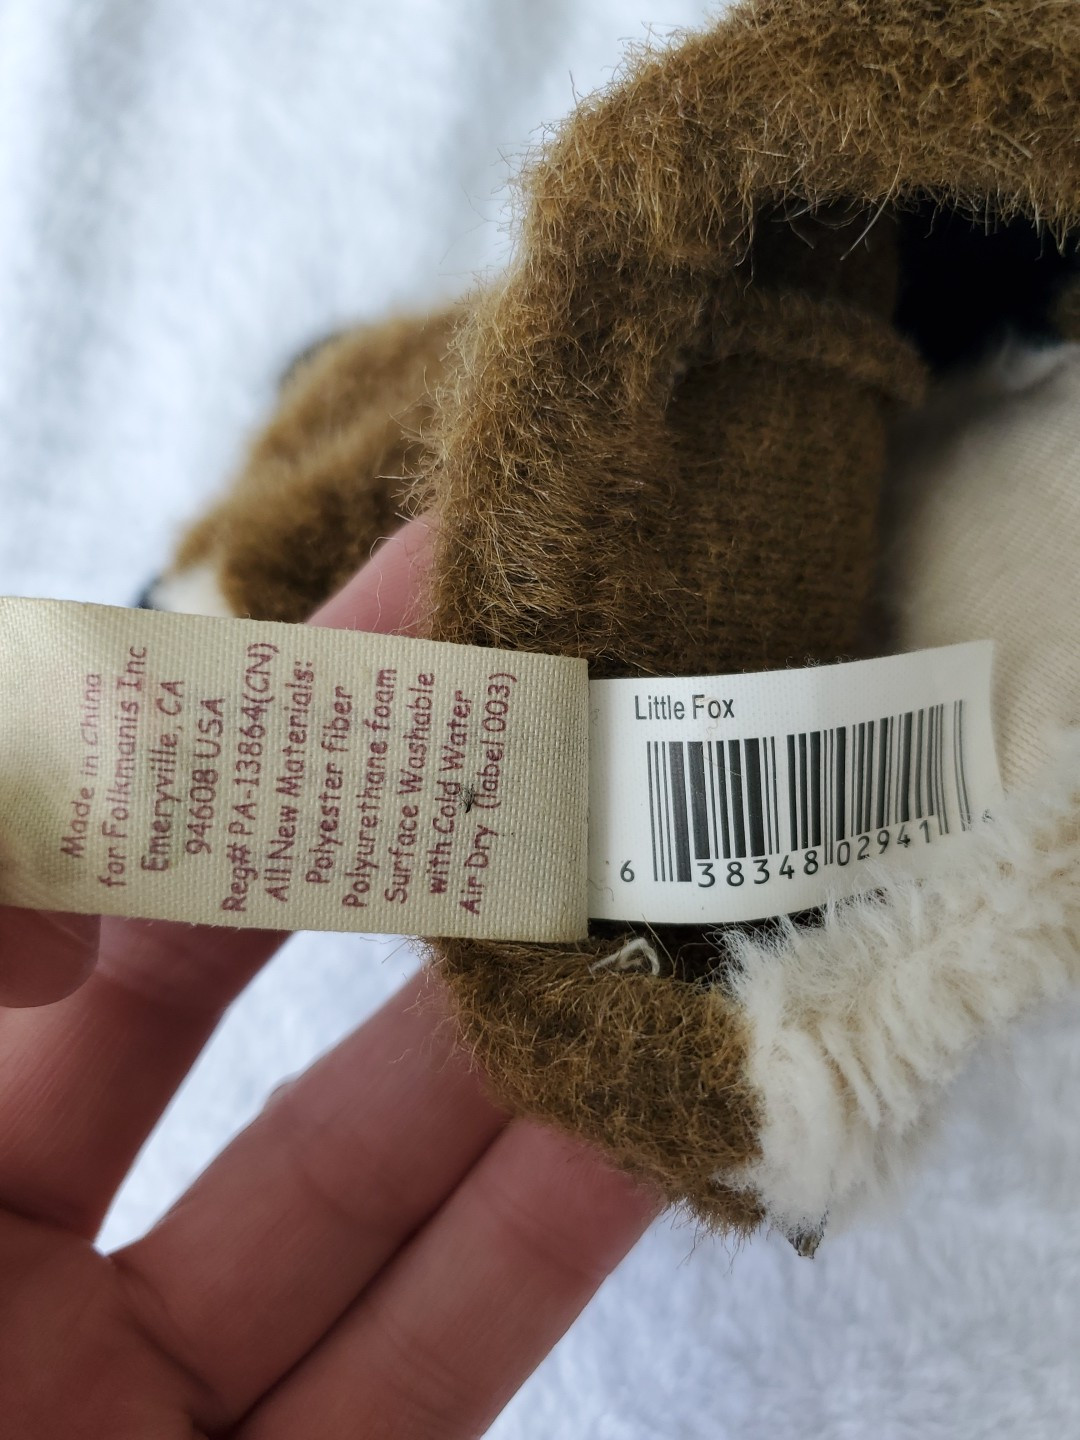 Made in china
for Folkmanis Inc
Emeryville, CA
94608 USA
Reg# PA-13864(CN)
All New Materials:
Polyester fiber
Polyurethane foam
Surface Washable
with Cold Water
Air Dry (label 003)
Little Fox
6 38348 02941